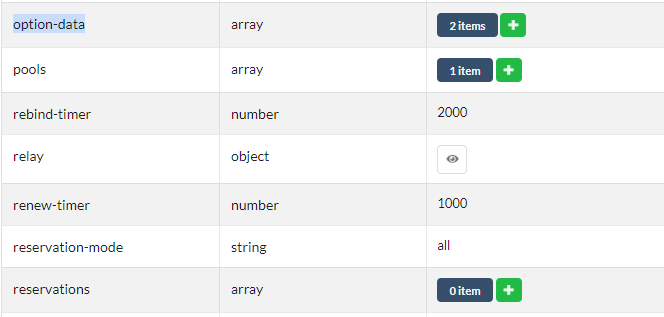 option-data array 2 items +
pools array 1 item +
rebind-timer number 2000
relay object
renew-timer number 1000
reservation-mode string all
reservations array 0 item +